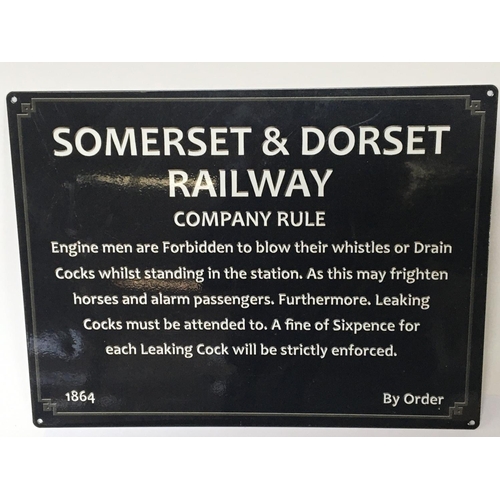 SOMERSET & DORSET
RAILWAY
COMPANY RULE
Engine men are Forbidden to blow their whistles or Drain
Cocks whilst standing in the station. As this may frighten
horses and alarm passengers. Furthermore. Leaking
Cocks must be attended to. A fine of Sixpence for
each Leaking Cock will be strictly enforced.
1864 By Order